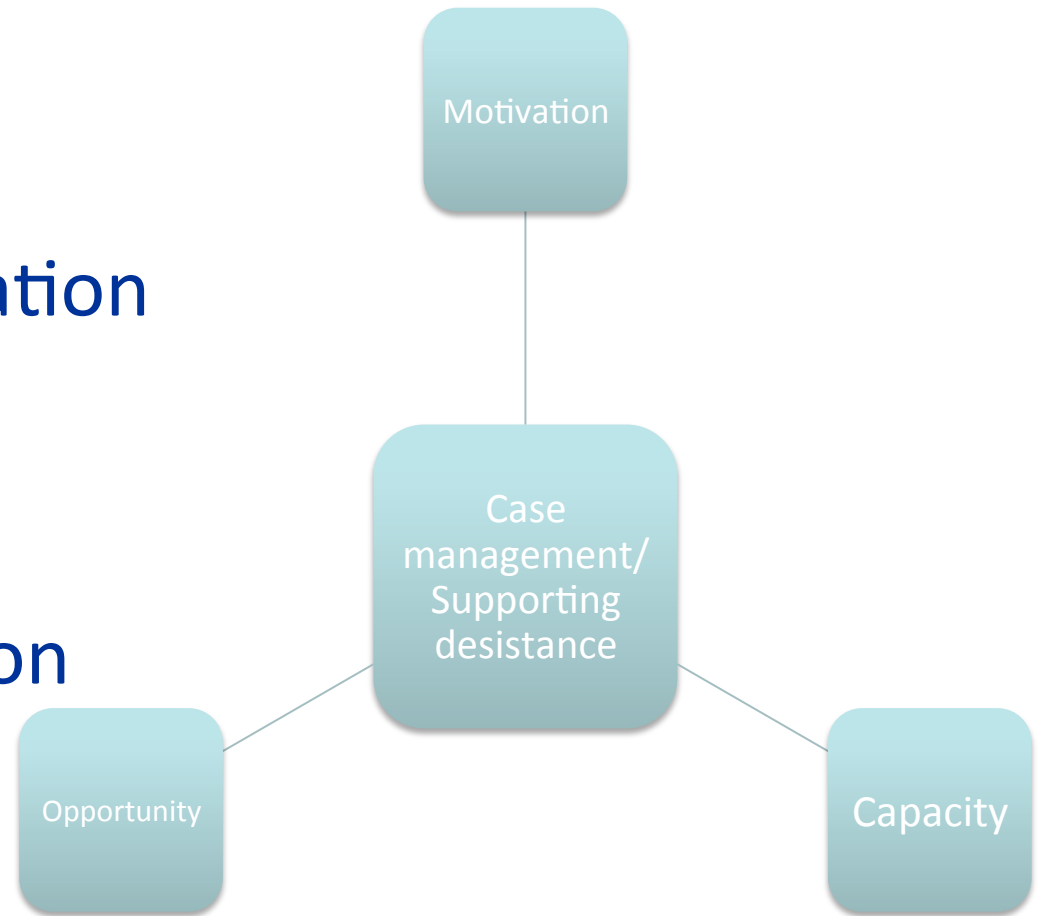 Motivation
ation
Case
management/
Supporting
desistance
on
Opportunity
Capacity